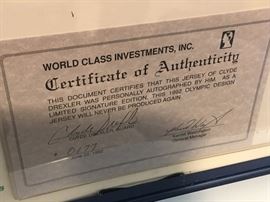 WORLD CLASS INVESTMENTS, INC.
Certificate of Authenticity
THIS DOCUMENT CERTIFIES THAT THIS JERSEY OF CLYDE
DREXLER WAS PERSONALLY AUTOGRAPHED BY HIM. AS A
LIMITED SIGNATURE EDITION, THIS 1992 OLYMPIC DESIGN
JERSEY WILL NEVER BE PRODUCED AGAIN.
General Manager